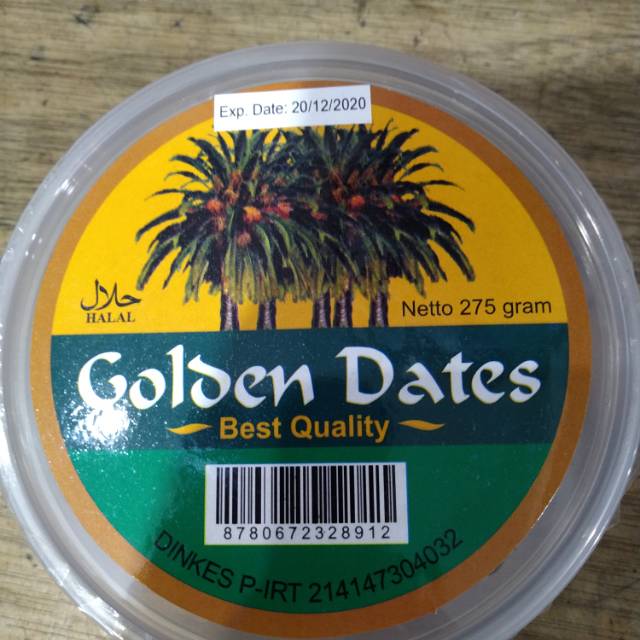 Exp. Date: 20/12/2020
حلال
HALAL
Netto 275 gram
Golden Dates
Best Quality
8780672328912
DINKES P-IRT 214147304032